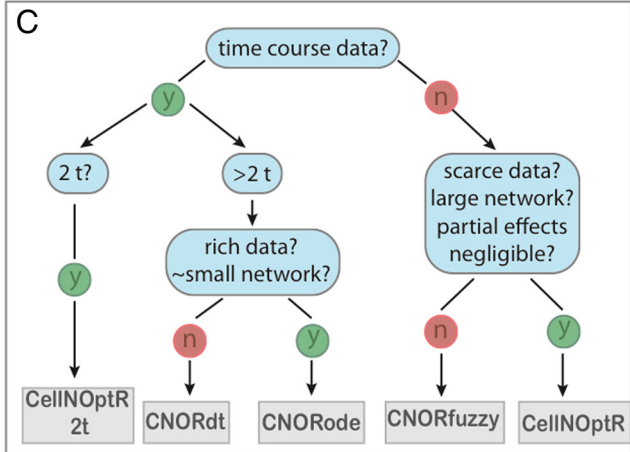 C
time course data?
y
n
2 t?
>2 t
scarce data?
large network?
partial effects
negligible?
rich data?
~small network?
y
n
y
n
y
CellNOptR
2t
CNORdt
CNORode
CNORfuzzy
CellNOptR